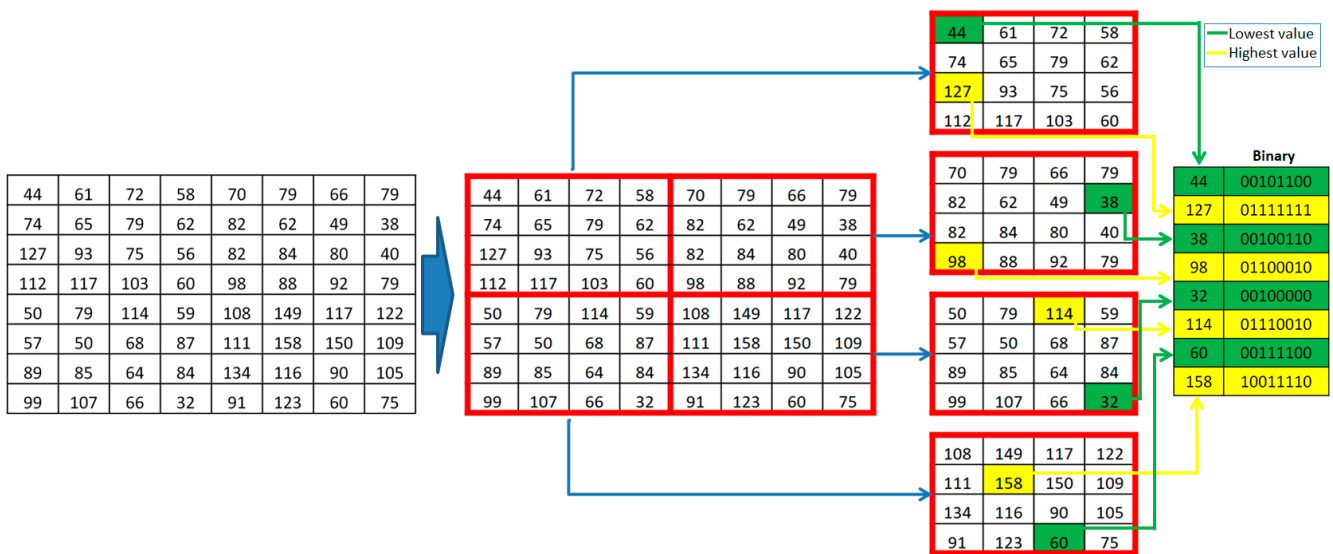 44 61 72 58 70 79 66 79
74 65 79 62 82 62 49 38
127 93 75 56 82 84 80 40
112 117 103 60 98 88 92 79
50 79 114 59 108 149 117 122
57 50 68 87 111 158 150 109
89 85 64 84 134 116 90 105
99 107 66 32 91 123 60 75
44 61 72 58 70 79 66 79
74 65 79 62 82 62 49 38
127 93 75 56 82 84 80 40
112 117 103 60 98 88 92 79
50 79 114 59 108 149 117 122
57 50 68 87 111 158 150 109
89 85 64 84 134 116 90 105
99 107 66 32 91 123 60 75
44 61 72 58
74 65 79 62
127 93 75 56
112 117 103 60
70 79 66 79
82 62 49 38
82 84 80 40
98 88 92 79
50 79 114 59
57 50 68 87
89 85 64 84
99 107 66 32
108 149 117 122
111 158 150 109
134 116 90 105
91 123 60 75
Lowest value
Highest value
Binary
44 00101100
127 01111111
38 00100110
98 01100010
32 00100000
114 01110010
60 00111100
158 10011110